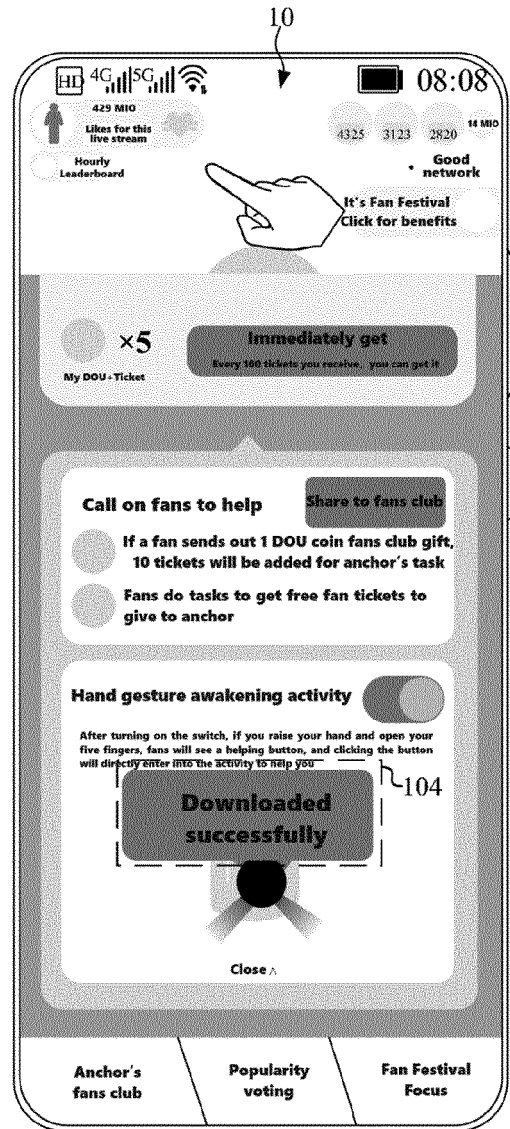 10
HD 4G 5G 08:08
429 MIO
Likes for this
live stream
4325 3123 2820 14 MIO
Hourly
Leaderboard
Good
network
It's Fan Festival
Click for benefits
×5
My DOU+Ticket
Immediately get
Every 100 tickets you receive, you can get it
Call on fans to help
Share to fans club
If a fan sends out 1 DOU coin fans club gift,
10 tickets will be added for anchor's task
Fans do tasks to get free fan tickets to
give to anchor
Hand gesture awakening activity
After turning on the switch, if you raise your hand and open your
five fingers, fans will see a helping button, and clicking the button
will directly enter into the activity to help you
104
Downloaded
successfully
Close ^
Anchor's
fans club
Popularity
voting
Fan Festival
Focus